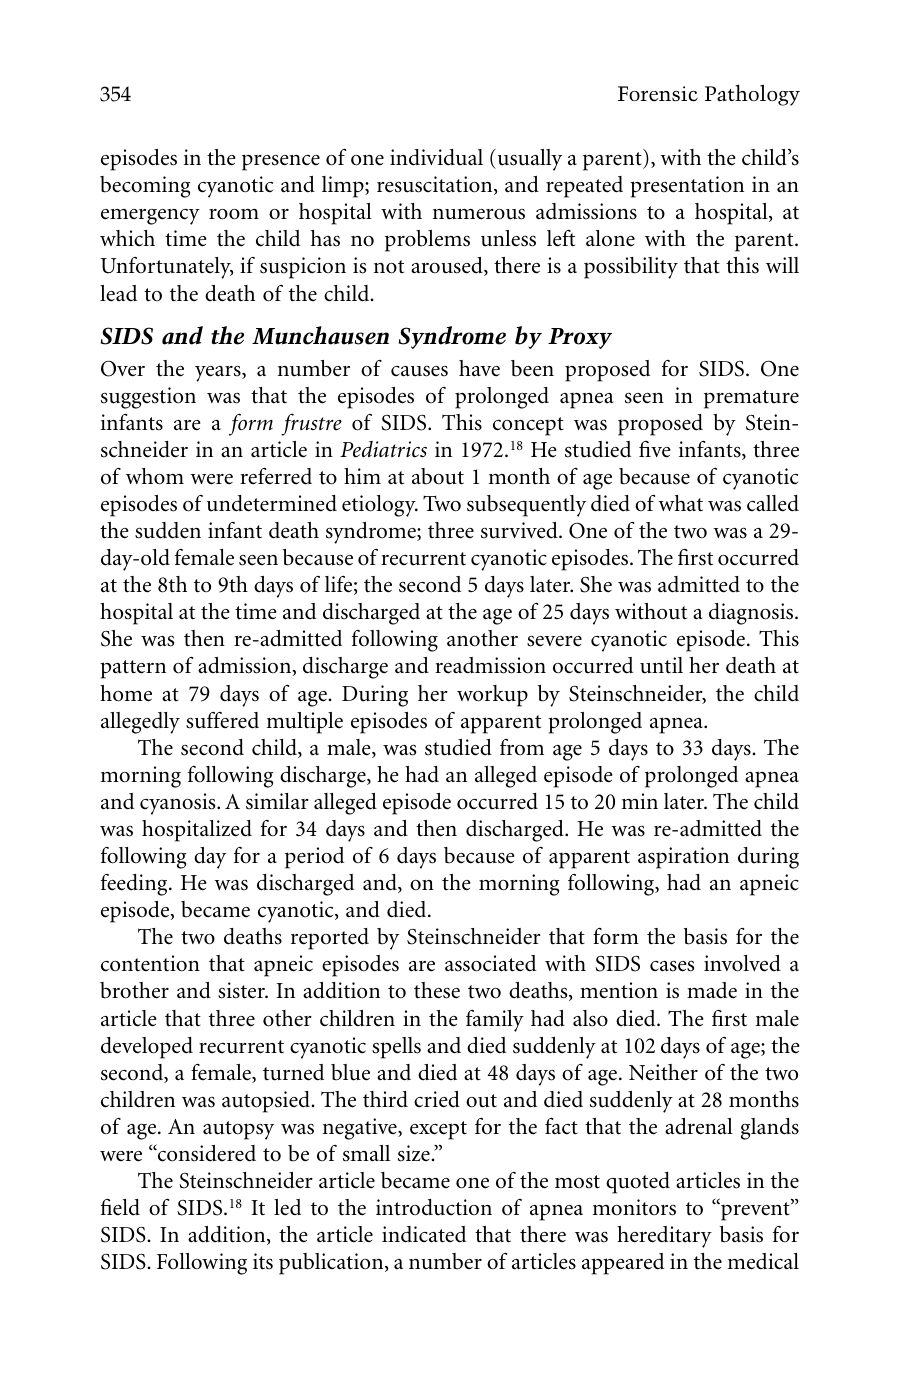 354 Forensic Pathology
episodes in the presence of one individual (usually a parent), with the child’s
becoming cyanotic and limp; resuscitation, and repeated presentation in an
emergency room or hospital with numerous admissions to a hospital, at
which time the child has no problems unless left alone with the parent.
Unfortunately, if suspicion is not aroused, there is a possibility that this will
lead to the death of the child.
SIDS and the Munchausen Syndrome by Proxy
Over the years, a number of causes have been proposed for SIDS. One
suggestion was that the episodes of prolonged apnea seen in premature
infants are a form frustre of SIDS. This concept was proposed by Stein-
schneider in an article in Pediatrics in 1972.18 He studied five infants, three
of whom were referred to him at about 1 month of age because of cyanotic
episodes of undetermined etiology. Two subsequently died of what was called
the sudden infant death syndrome; three survived. One of the two was a 29-
day-old female seen because of recurrent cyanotic episodes. The first occurred
at the 8th to 9th days of life; the second 5 days later. She was admitted to the
hospital at the time and discharged at the age of 25 days without a diagnosis.
She was then re-admitted following another severe cyanotic episode. This
pattern of admission, discharge and readmission occurred until her death at
home at 79 days of age. During her workup by Steinschneider, the child
allegedly suffered multiple episodes of apparent prolonged apnea.
The second child, a male, was studied from age 5 days to 33 days. The
morning following discharge, he had an alleged episode of prolonged apnea
and cyanosis. A similar alleged episode occurred 15 to 20 min later. The child
was hospitalized for 34 days and then discharged. He was re-admitted the
following day for a period of 6 days because of apparent aspiration during
feeding. He was discharged and, on the morning following, had an apneic
episode, became cyanotic, and died.
The two deaths reported by Steinschneider that form the basis for the
contention that apneic episodes are associated with SIDS cases involved a
brother and sister. In addition to these two deaths, mention is made in the
article that three other children in the family had also died. The first male
developed recurrent cyanotic spells and died suddenly at 102 days of age; the
second, a female, turned blue and died at 48 days of age. Neither of the two
children was autopsied. The third cried out and died suddenly at 28 months
of age. An autopsy was negative, except for the fact that the adrenal glands
were “considered to be of small size.”
The Steinschneider article became one of the most quoted articles in the
field of SIDS.18 It led to the introduction of apnea monitors to “prevent”
SIDS. In addition, the article indicated that there was hereditary basis for
SIDS. Following its publication, a number of articles appeared in the medical